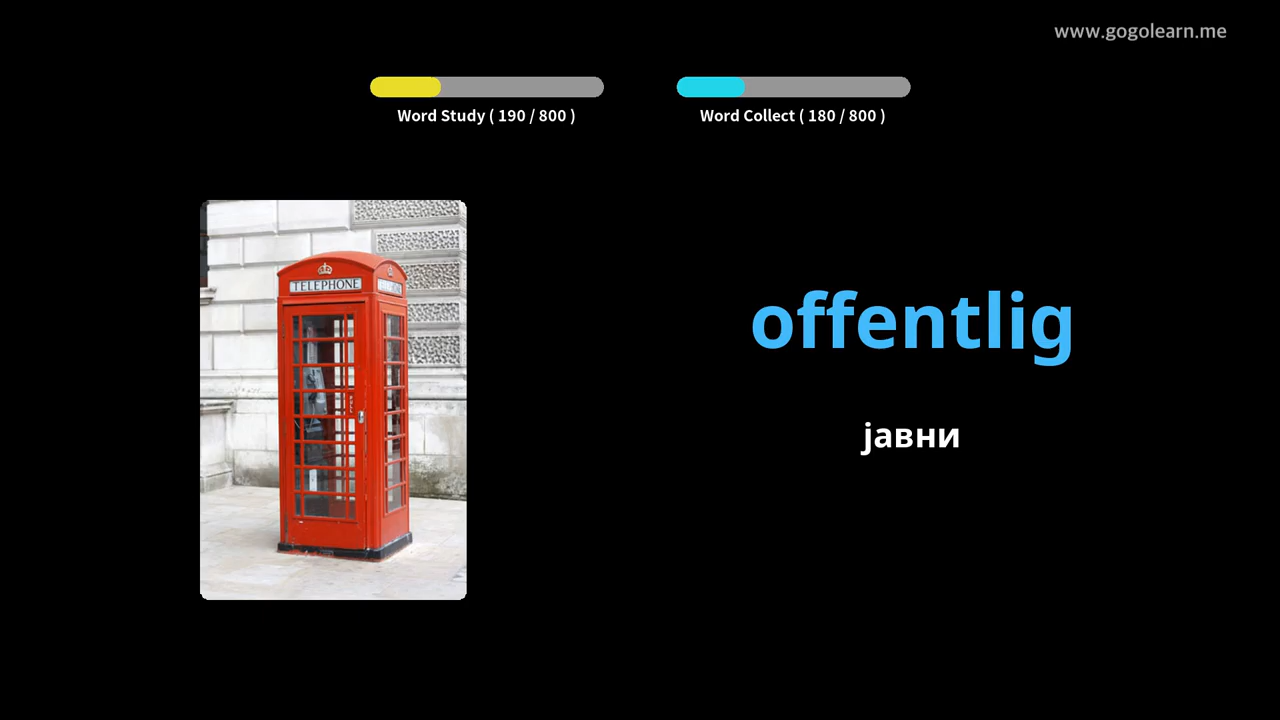 www.gogolearn.me
Word Study ( 190 / 800 )
Word Collect ( 180 / 800 )
TELEPHONE
offentlig
јавни